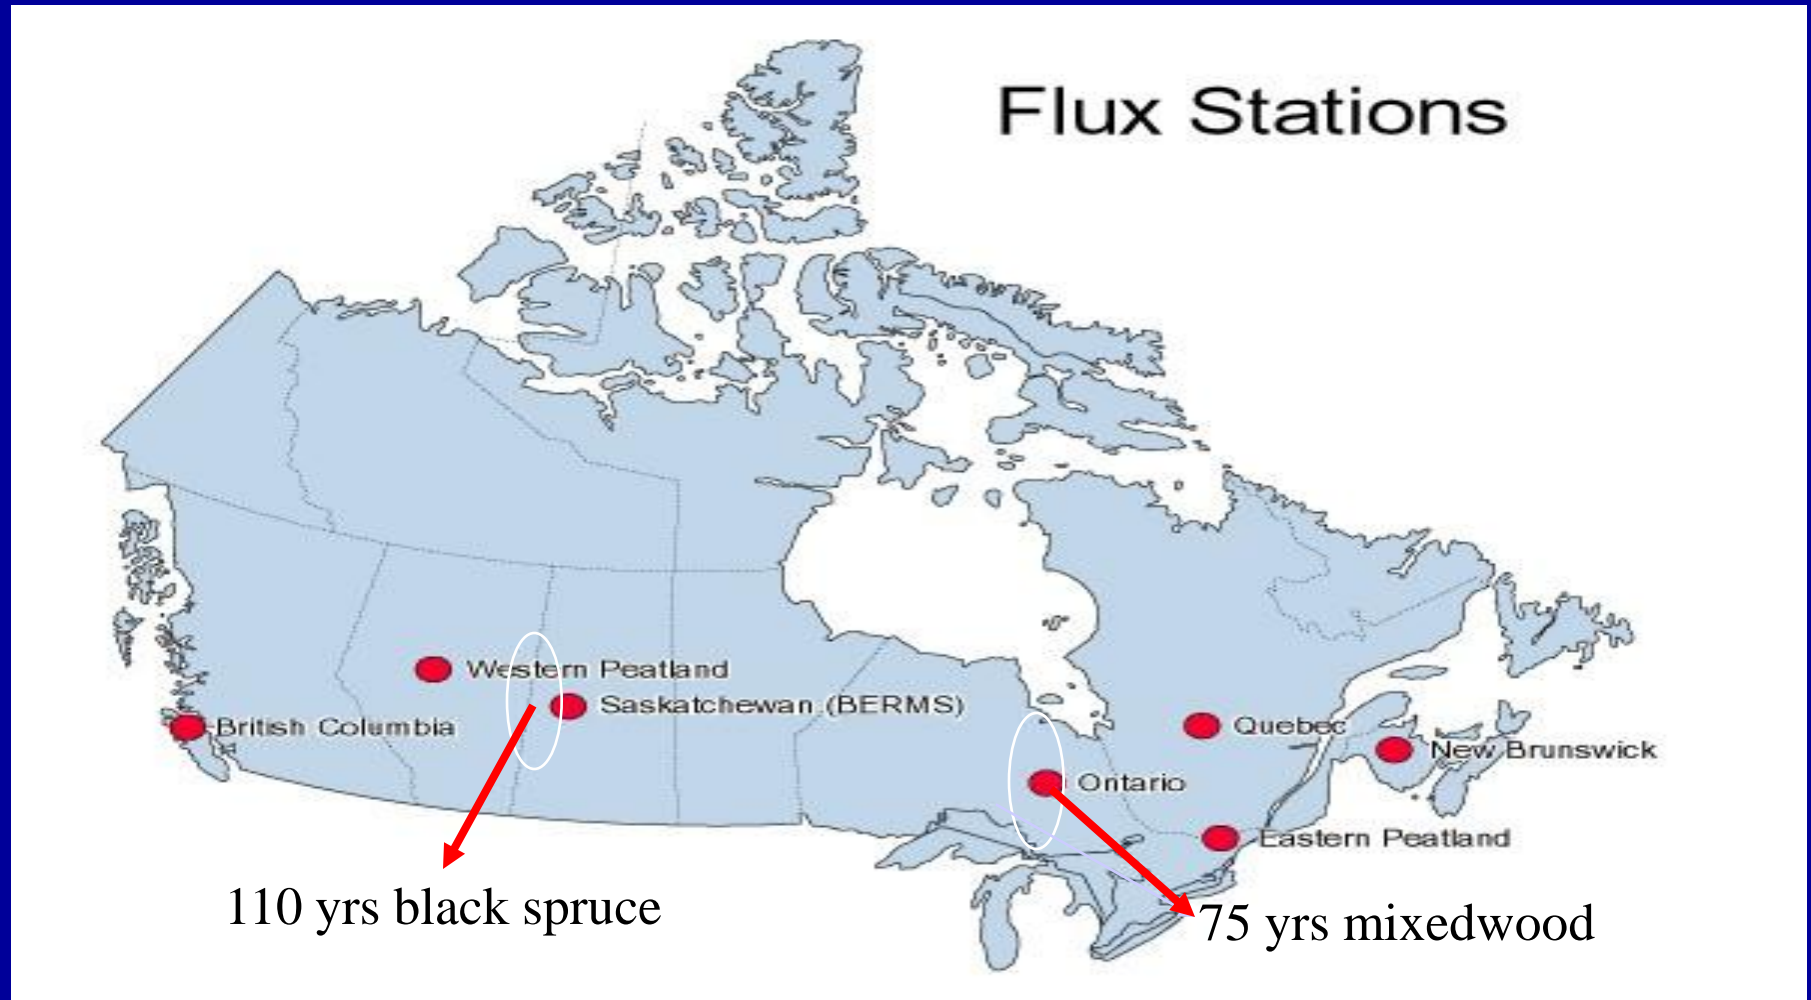 Flux Stations
Western Peatland
Saskatchewan (BERMS)
British Columbia
Quebec
New Brunswick
Ontario
Eastern Peatland
110 yrs black spruce
75 yrs mixedwood